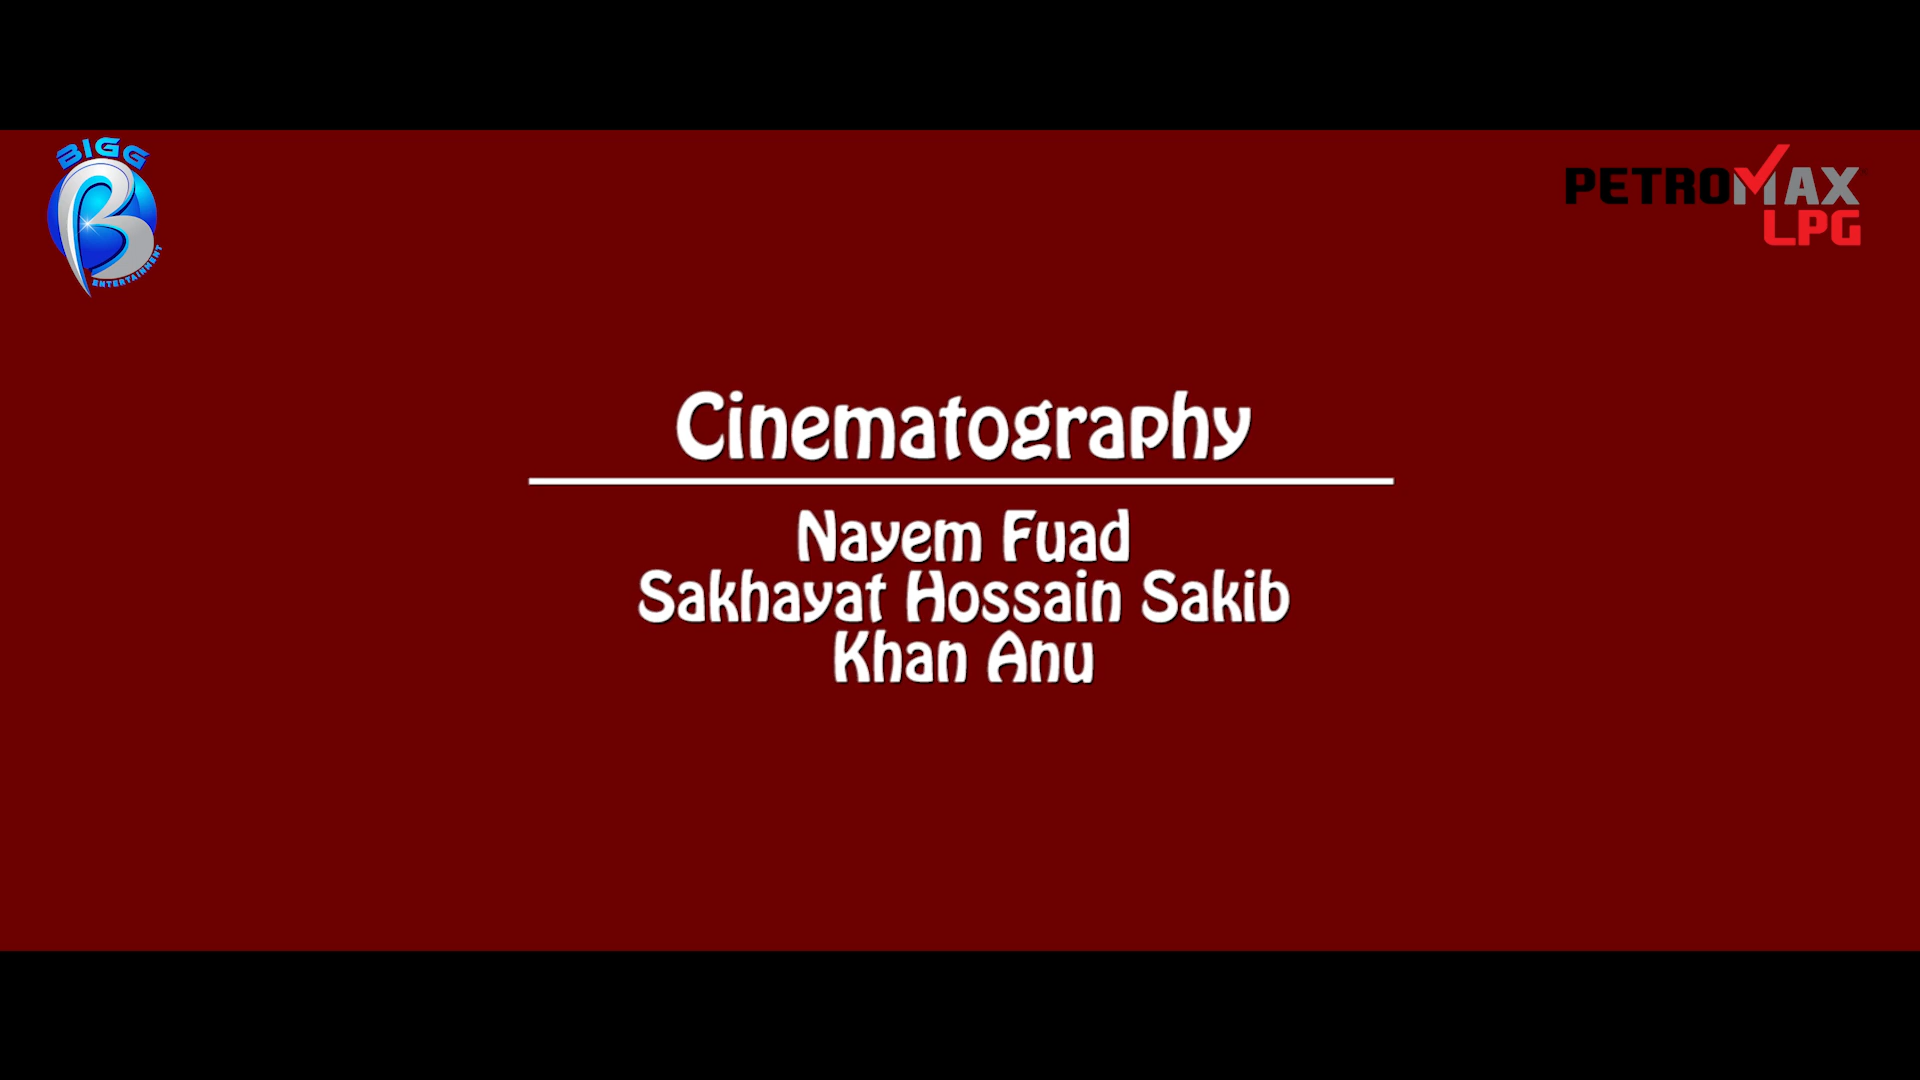 BIGG
ENTERTAINMENT
PETROMAX
LPG
Cinematography
Nayem Fuad
Sakhayat Hossain Sakib
Khan Anu